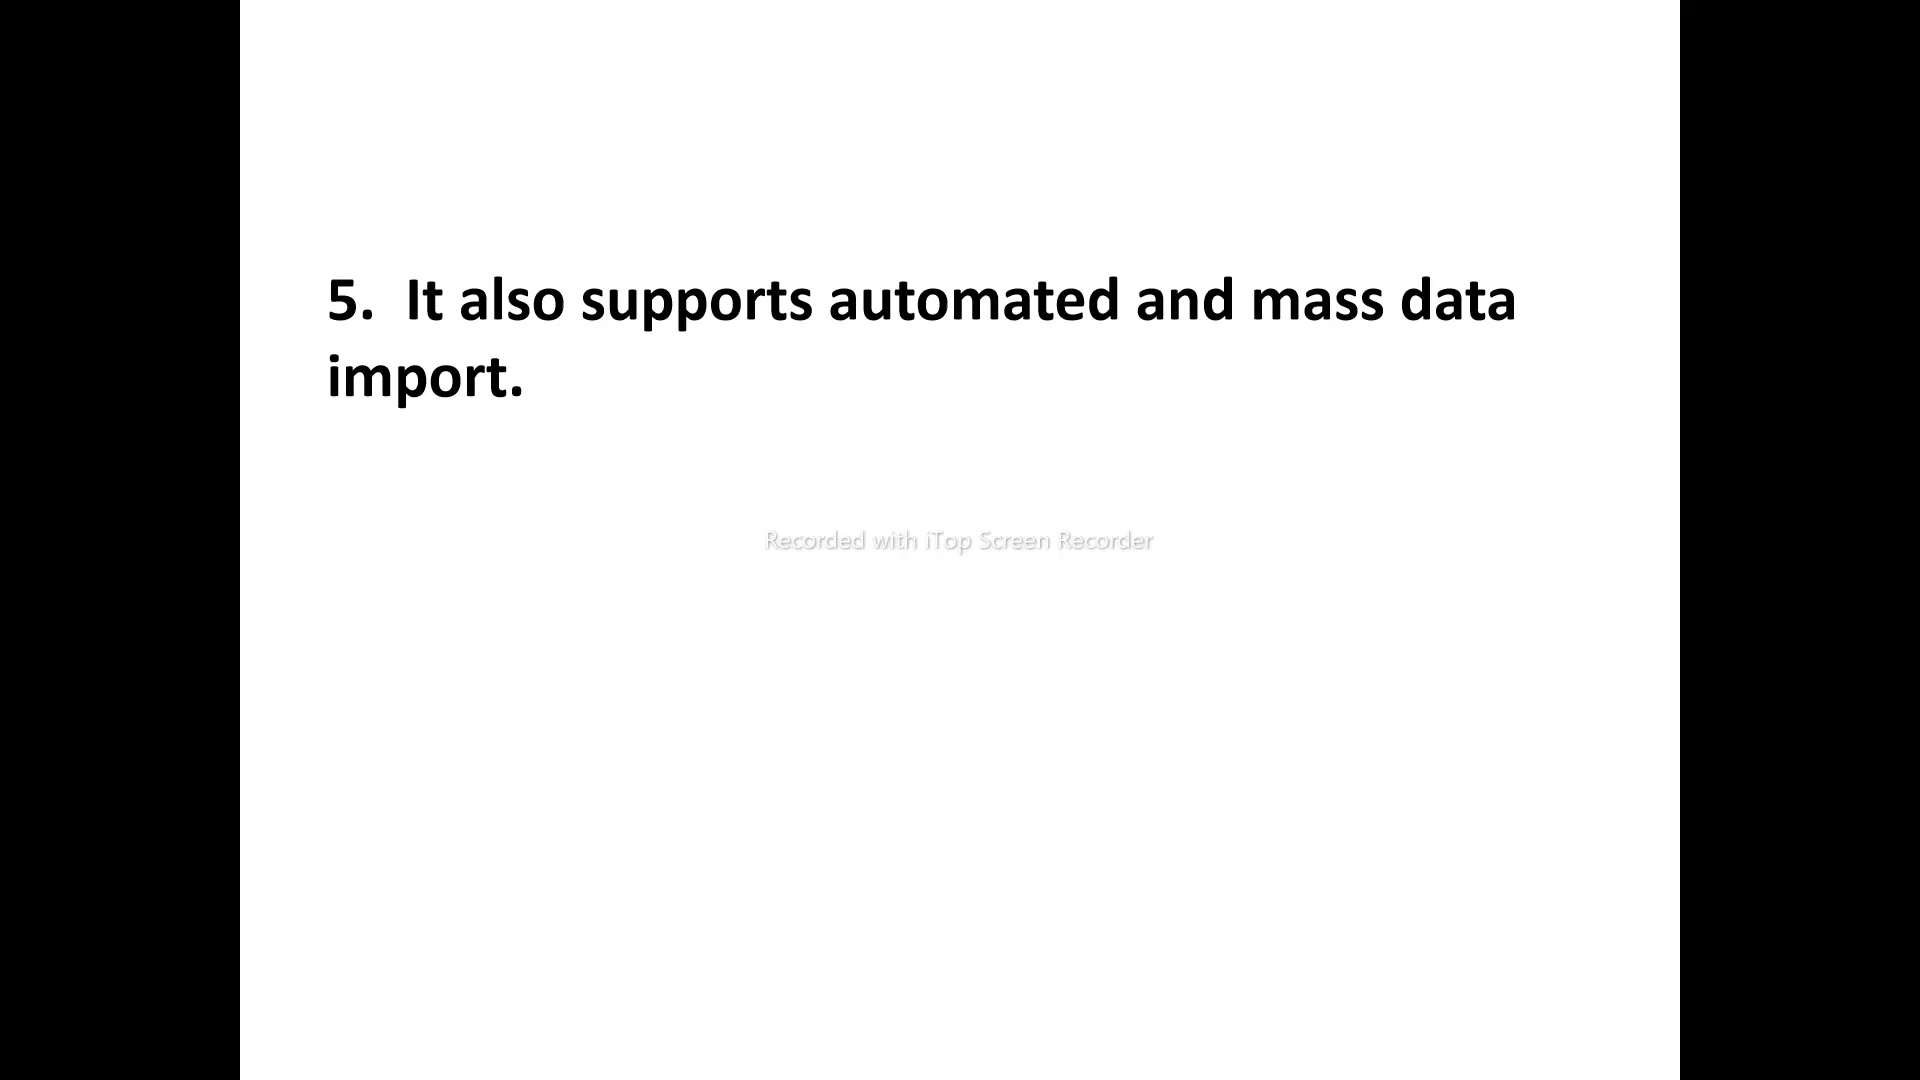 5.  It also supports automated and mass data
import.
Recorded with iTop Screen Recorder